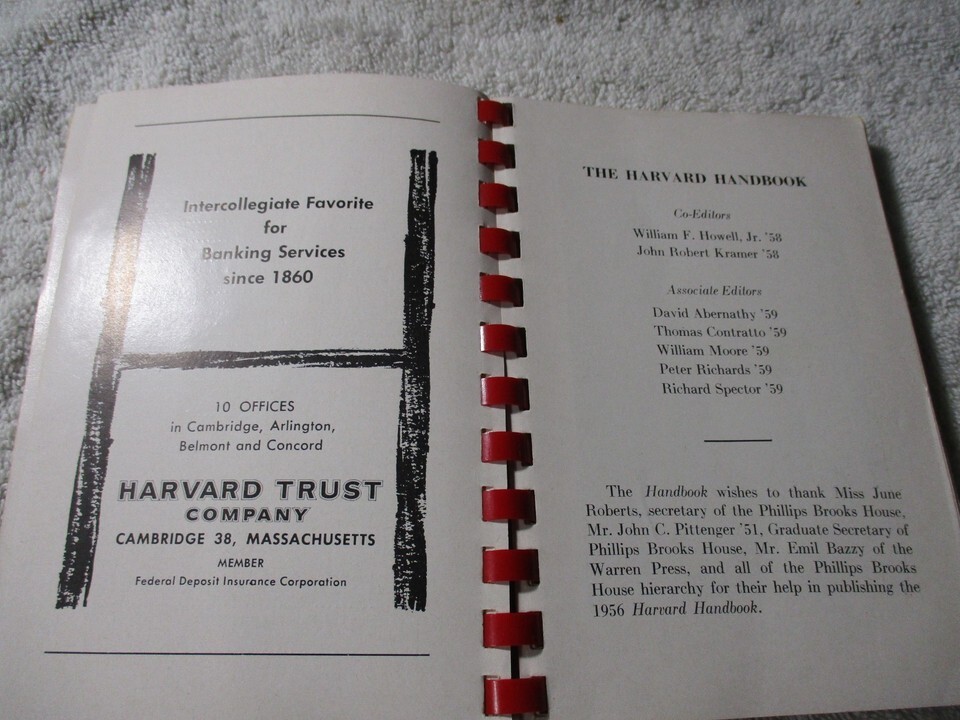 Intercollegiate Favorite
for
Banking Services
since 1860
10 OFFICES
in Cambridge, Arlington,
Belmont and Concord
HARVARD TRUST
COMPANY
CAMBRIDGE 38, MASSACHUSETTS
MEMBER
Federal Deposit Insurance Corporation
THE HARVARD HANDBOOK
Co-Editors
William F. Howell, Jr. '58
John Robert Kramer '58
Associate Editors
David Abernathy '59
Thomas Contratto '59
William Moore '59
Peter Richards '59
Richard Spector '59
The Handbook wishes to thank Miss June
Roberts, secretary of the Phillips Brooks House,
Mr. John C. Pittenger '51, Graduate Secretary of
Phillips Brooks House, Mr. Emil Bazzy of the
Warren Press, and all of the Phillips Brooks
House hierarchy for their help in publishing the
1956 Harvard Handbook.